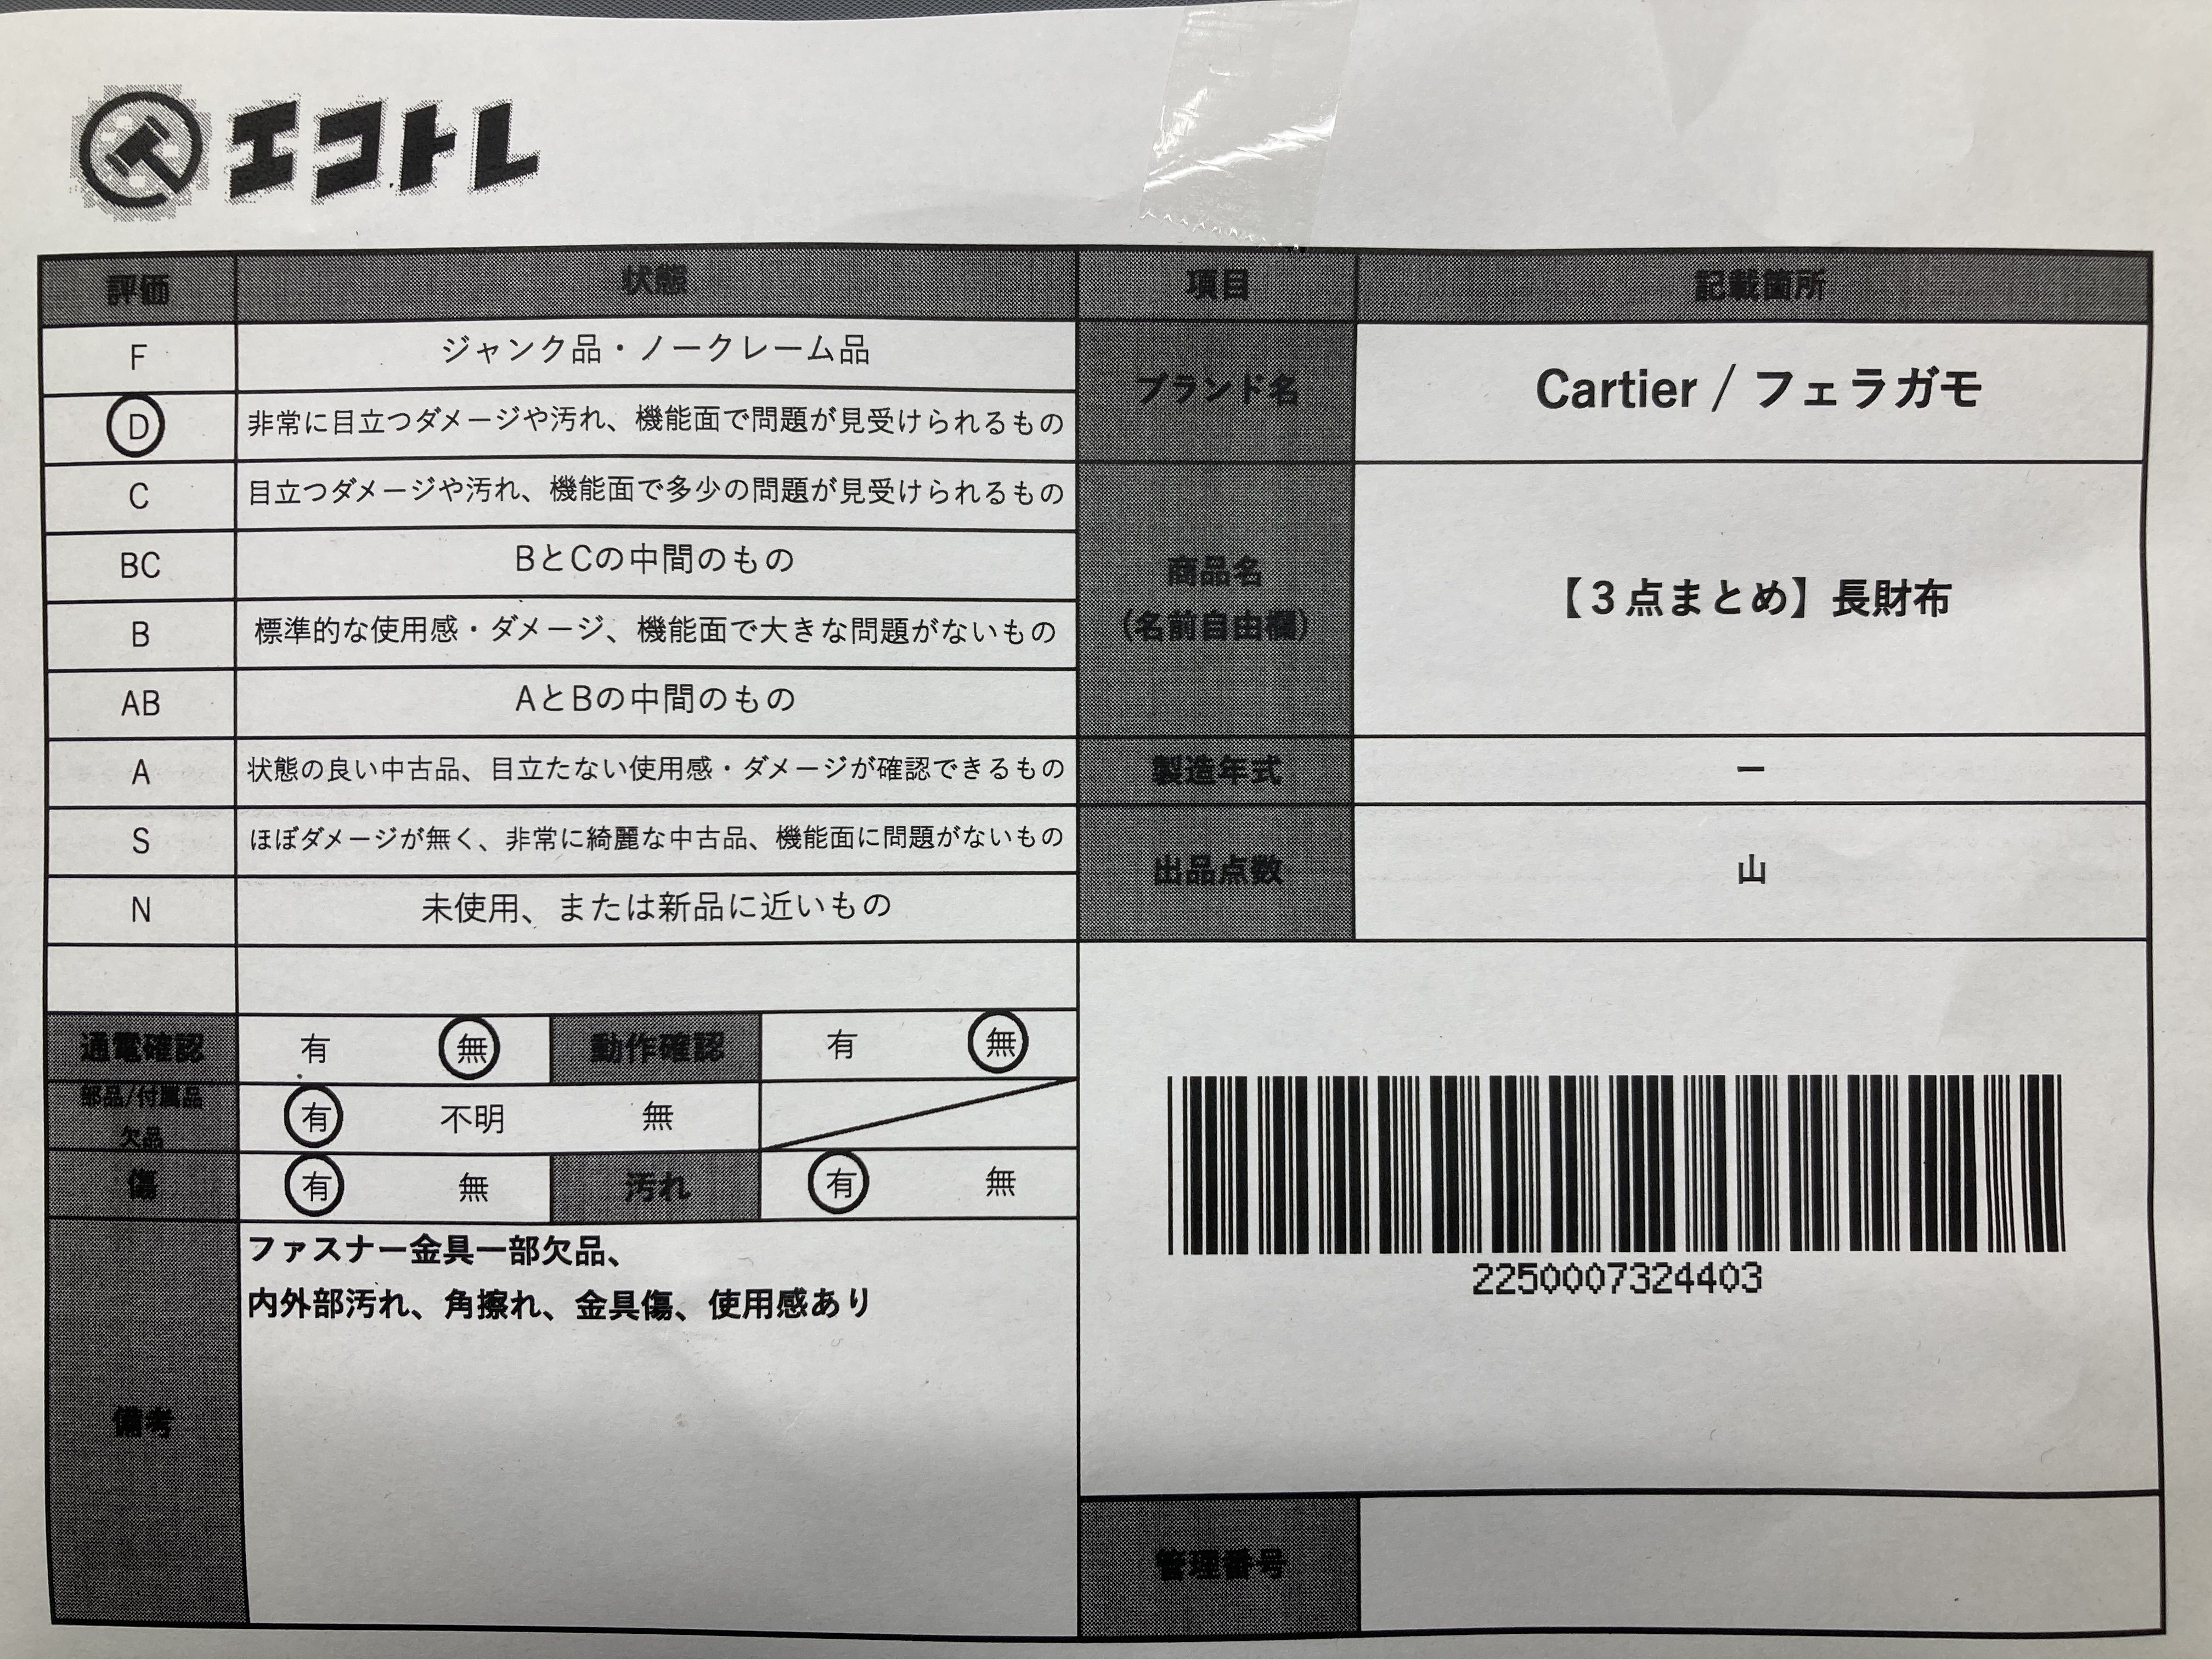 エコトレ
評価 状態 項目 記載箇所
F ジャンク品・ノークレーム品
D 非常に目立つダメージや汚れ、機能面で問題が見受けられるもの
ブランド名 Cartier / フェラガモ
C 目立つダメージや汚れ、機能面で多少の問題が見受けられるもの
BC BとCの中間のもの
B 標準的な使用感・ダメージ、機能面で大きな問題がないもの
AB AとBの中間のもの
商品名
(名前自由欄)
【3点まとめ】長財布
A 状態の良い中古品、目立たない使用感・ダメージが確認できるもの
製造年式 ー
S ほぼダメージが無く、非常に綺麗な中古品、機能面に問題がないもの
N 未使用、または新品に近いもの
出品点数 山
通電確認 有 無 動作確認 有 無
部品/付属品
欠品
有 不明 無
傷 有 無 汚れ 有 無
備考
ファスナー金具一部欠品、
内外部汚れ、角擦れ、金具傷、使用感あり
2250007324403
管理番号